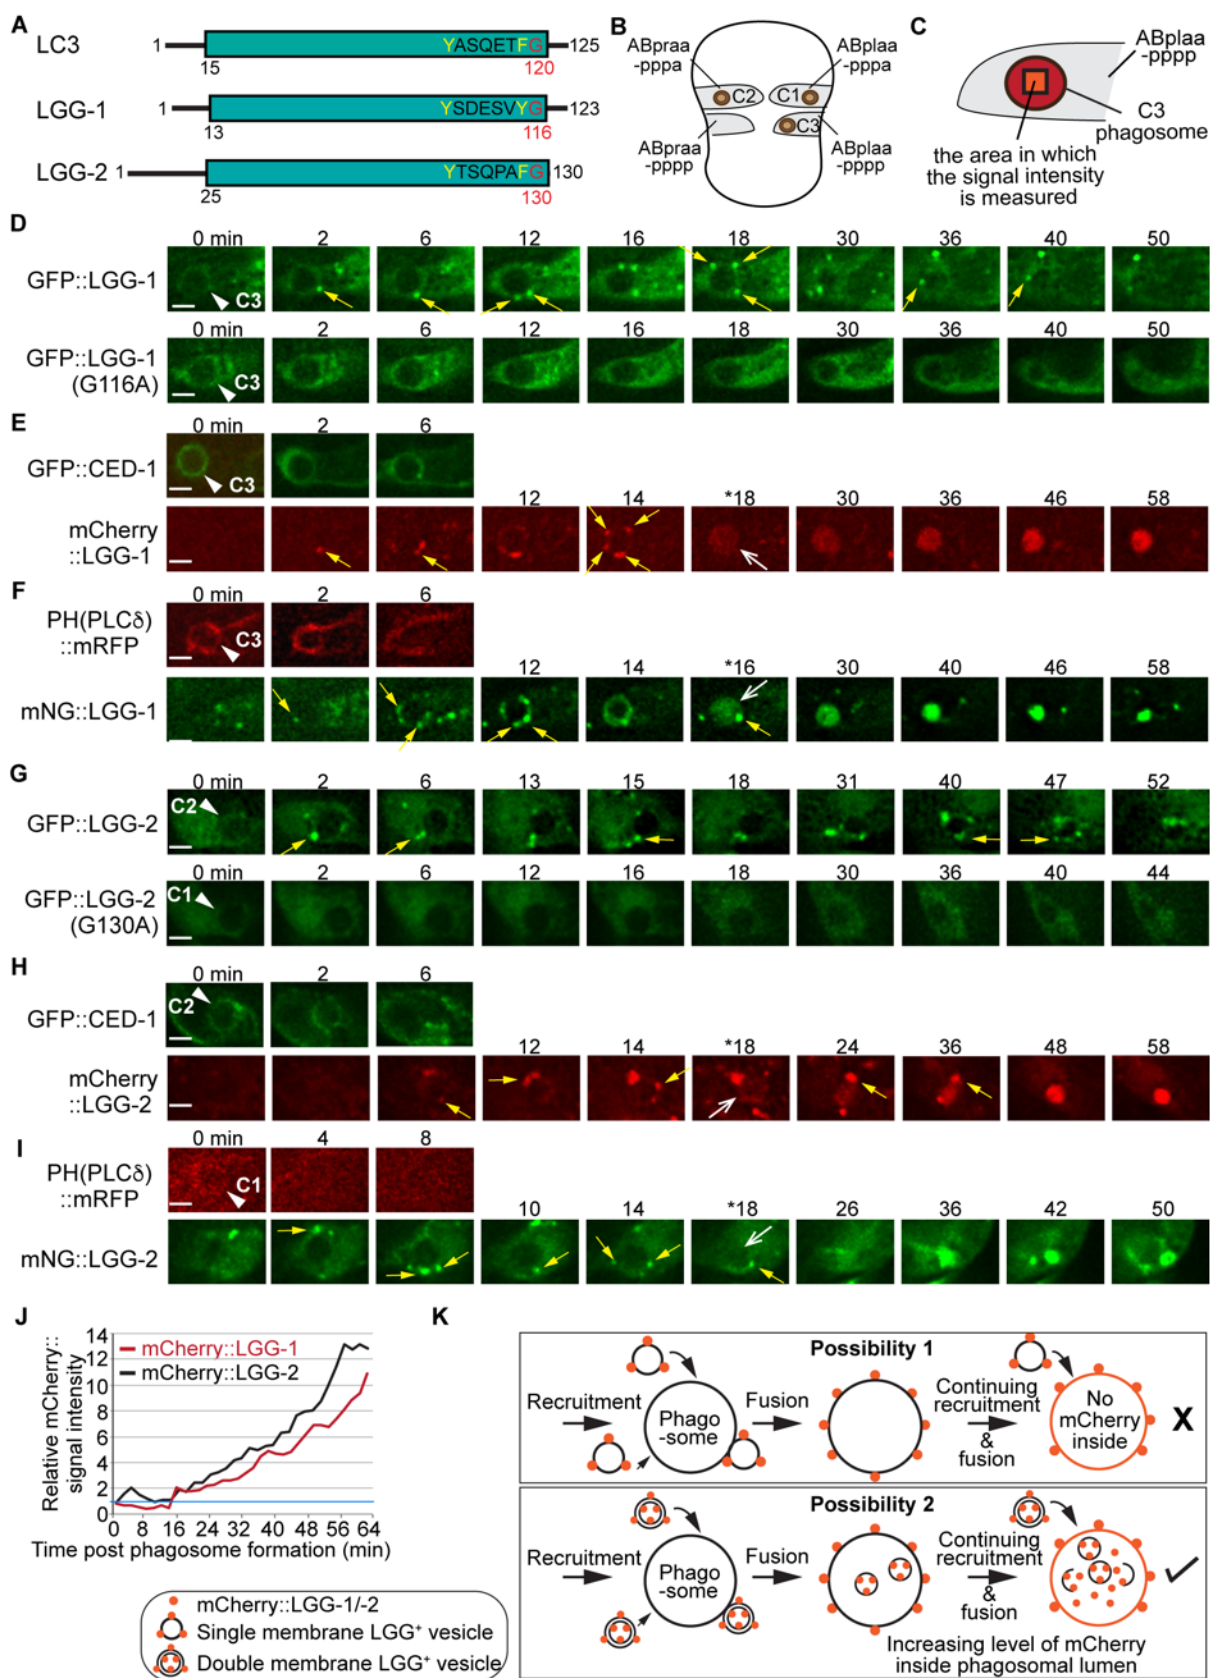 A
LC3
1
YASQETFG
125
15
120
LGG-1
1
YSDESVYG
123
13
116
LGG-2
1
YTSQPAFG
130
25
130
B
ABpraa
-pppa
ABplaa
-pppa
C2
C1
C3
ABpraa
-pppp
ABplaa
-pppp
C
ABplaa
-pppp
C3
phagosome
the area in which
the signal intensity
is measured
D
0 min 2 6 12 16 18 30 36 40 50
GFP::LGG-1
C3
0 min 2 6 12 16 18 30 36 40 50
GFP::LGG-1
(G116A)
C3
E
0 min 2 6
GFP::CED-1
C3
12 14 *18 30 36 46 58
mCherry
::LGG-1
F
0 min 2 6
PH(PLCδ)
::mRFP
C3
12 14 *16 30 40 46 58
mNG::LGG-1
G
0 min 2 6 13 15 18 31 40 47 52
C2
GFP::LGG-2
0 min 2 6 12 16 18 30 36 40 44
C1
GFP::LGG-2
(G130A)
H
0 min 2 6
C2
GFP::CED-1
12 14 *18 24 36 48 58
mCherry
::LGG-2
I
0 min 4 8
PH(PLCδ)
::mRFP
C1
10 14 *18 26 36 42 50
mNG::LGG-2
J
Relative mCherry::
signal intensity
14
12
10
8
6
4
2
0
mCherry::LGG-1
mCherry::LGG-2
0 8 16 24 32 40 48 56 64
Time post phagosome formation (min)
mCherry::LGG-1/-2
Single membrane LGG⁺ vesicle
Double membrane LGG⁺ vesicle
K
Possibility 1
Recruitment
Phago
-some
Fusion
Continuing
recruitment
&
fusion
No
mCherry
inside
X
Possibility 2
Recruitment
Phago
-some
Fusion
Continuing
recruitment
&
fusion
Increasing level of mCherry
inside phagosomal lumen